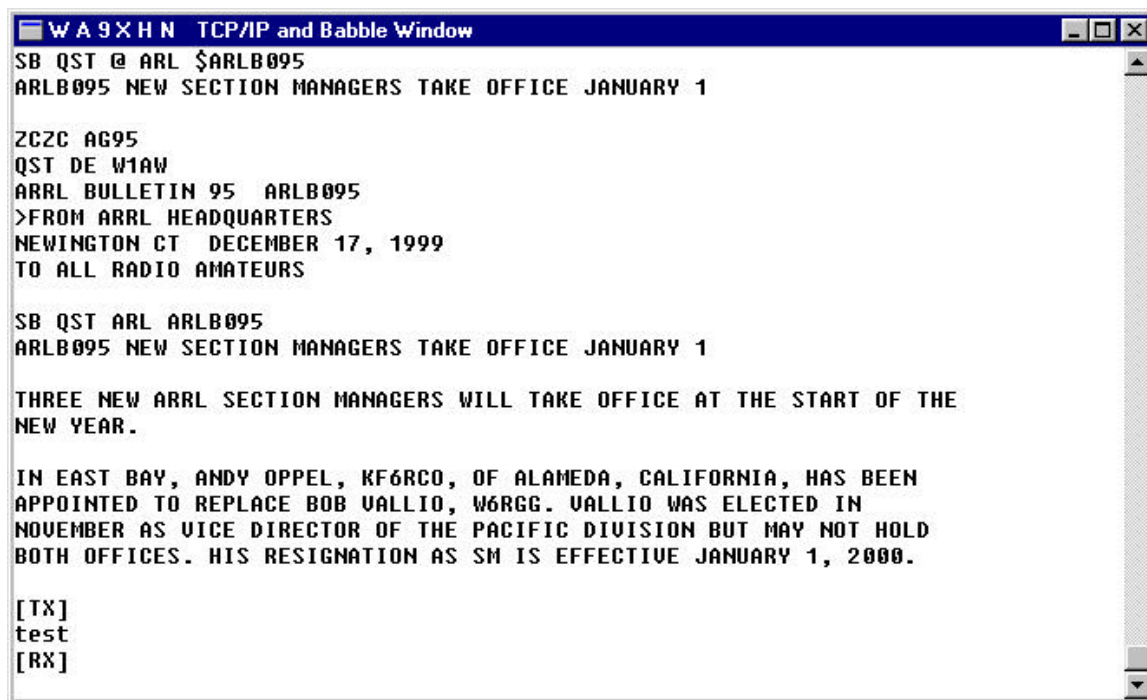 W A 9 X H N TCP/IP and Babble Window
SB QST @ ARL $ARLB095
ARLB095 NEW SECTION MANAGERS TAKE OFFICE JANUARY 1
ZCZC AG95
QST DE W1AW
ARRL BULLETIN 95 ARLB095
>FROM ARRL HEADQUARTERS
NEWINGTON CT DECEMBER 17, 1999
TO ALL RADIO AMATEURS
SB QST ARL ARLB095
ARLB095 NEW SECTION MANAGERS TAKE OFFICE JANUARY 1
THREE NEW ARRL SECTION MANAGERS WILL TAKE OFFICE AT THE START OF THE
NEW YEAR.
IN EAST BAY, ANDY OPPEL, KF6RCO, OF ALAMEDA, CALIFORNIA, HAS BEEN
APPOINTED TO REPLACE BOB VALLIO, W6RGG. VALLIO WAS ELECTED IN
NOVEMBER AS VICE DIRECTOR OF THE PACIFIC DIVISION BUT MAY NOT HOLD
BOTH OFFICES. HIS RESIGNATION AS SM IS EFFECTIVE JANUARY 1, 2000.
[TX]
test
[RX]